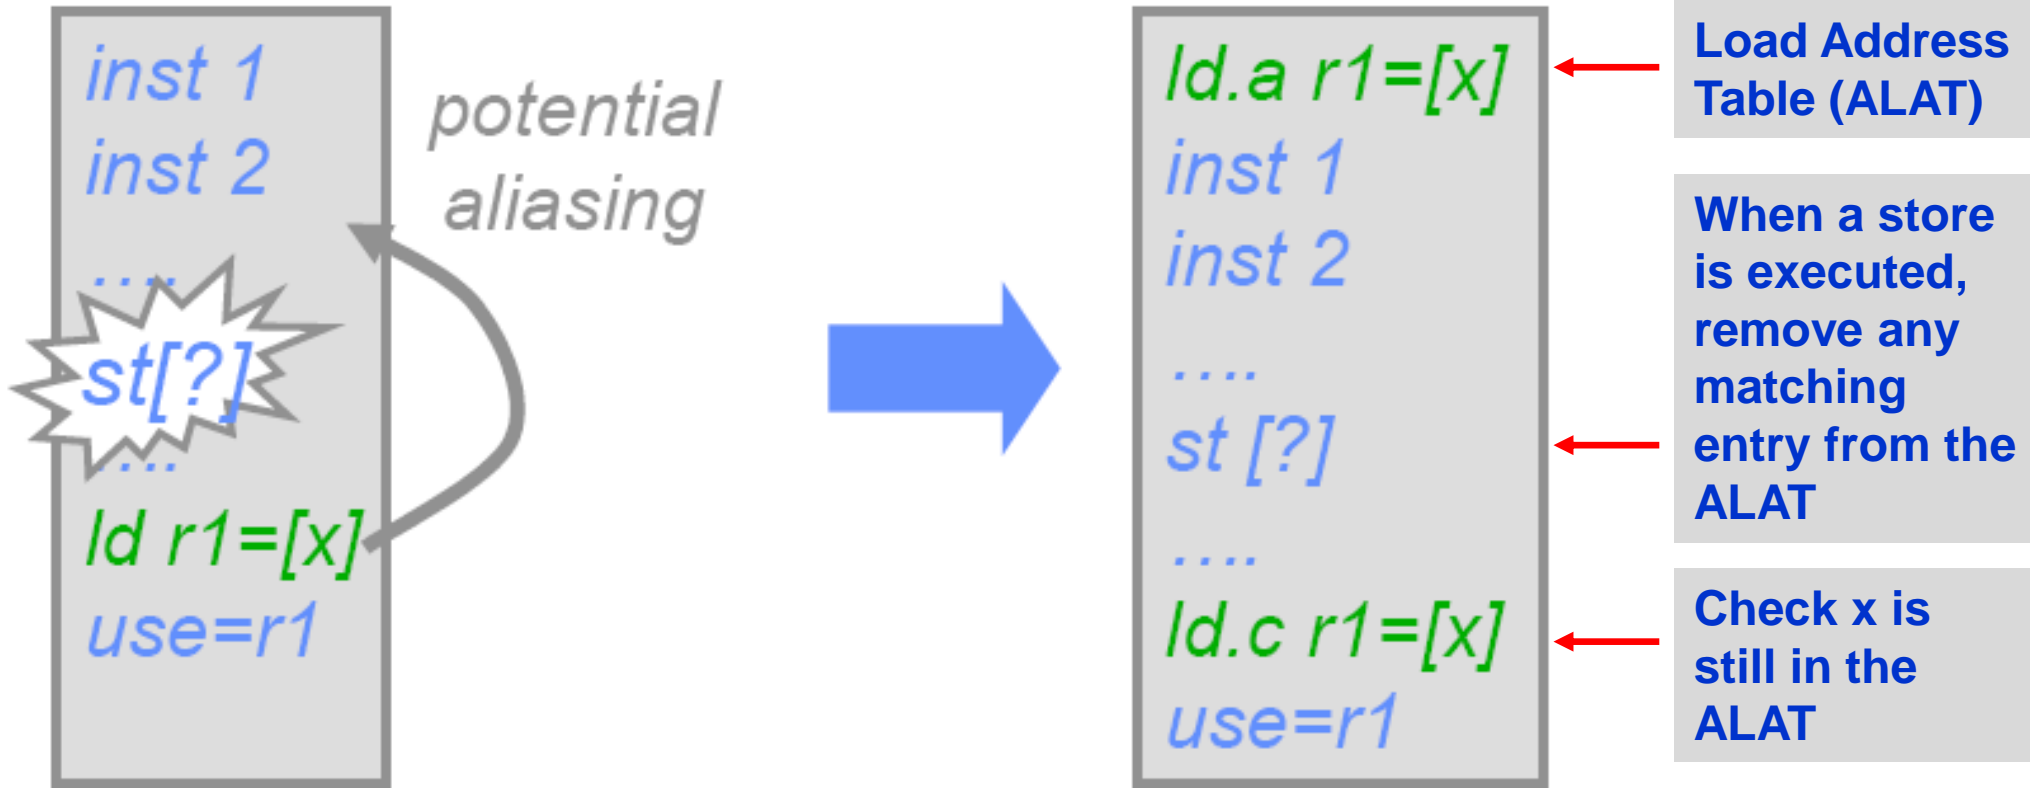 inst 1
inst 2
....
st[?]
....
ld r1=[x]
use=r1
potential
aliasing
ld.a r1=[x]
inst 1
inst 2
....
st [?]
....
ld.c r1=[x]
use=r1
Load Address
Table (ALAT)
When a store
is executed,
remove any
matching
entry from the
ALAT
Check x is
still in the
ALAT